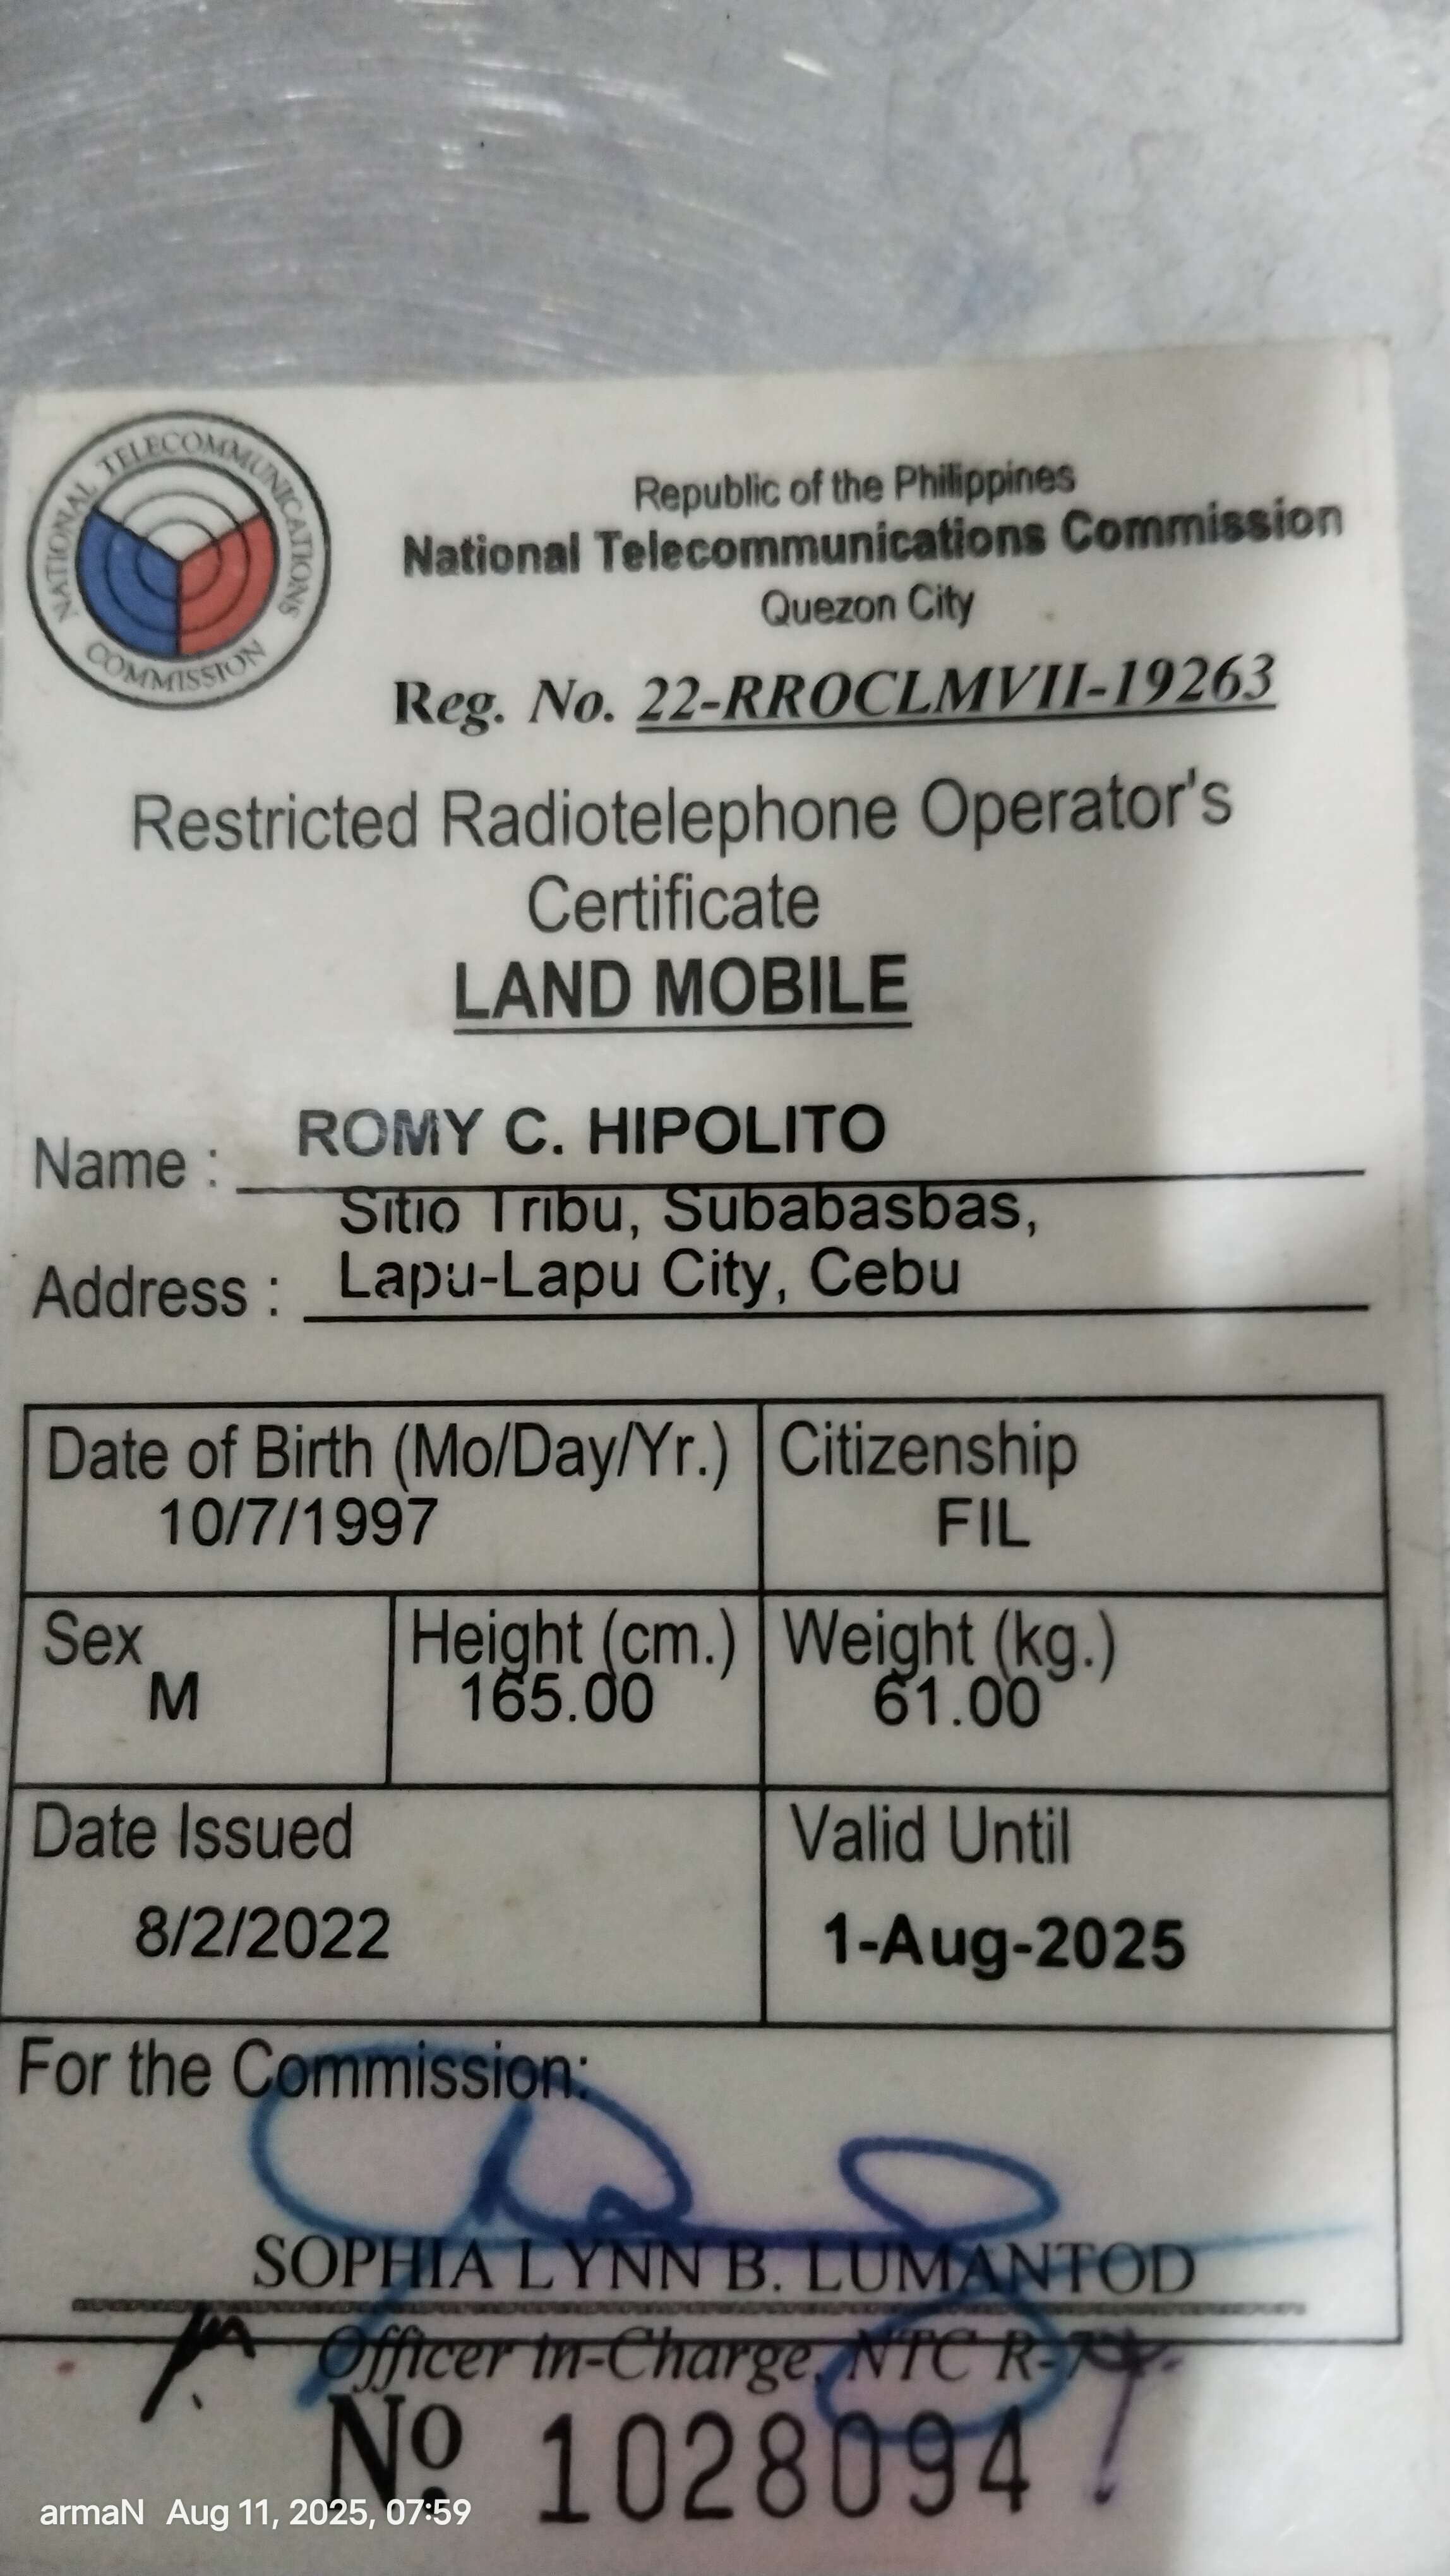 NATIONAL TELECOMMUNICATIONS COMMISSION
Republic of the Philippines
National Telecommunications Commission
Quezon City
Reg. No. 22-RROCLMVII-19263
Restricted Radiotelephone Operator's
Certificate
LAND MOBILE
Name : ROMY C. HIPOLITO
Sitio Tribu, Subabasbas,
Address : Lapu-Lapu City, Cebu
Date of Birth (Mo/Day/Yr.) Citizenship
10/7/1997 FIL
Sex Height (cm.) Weight (kg.)
M 165.00 61.00
Date Issued Valid Until
8/2/2022 1-Aug-2025
For the Commission:
SOPHIA LYNN B. LUMANTOD
Officer in-Charge, NTC R-7
No 1028094
armaN Aug 11, 2025, 07:59